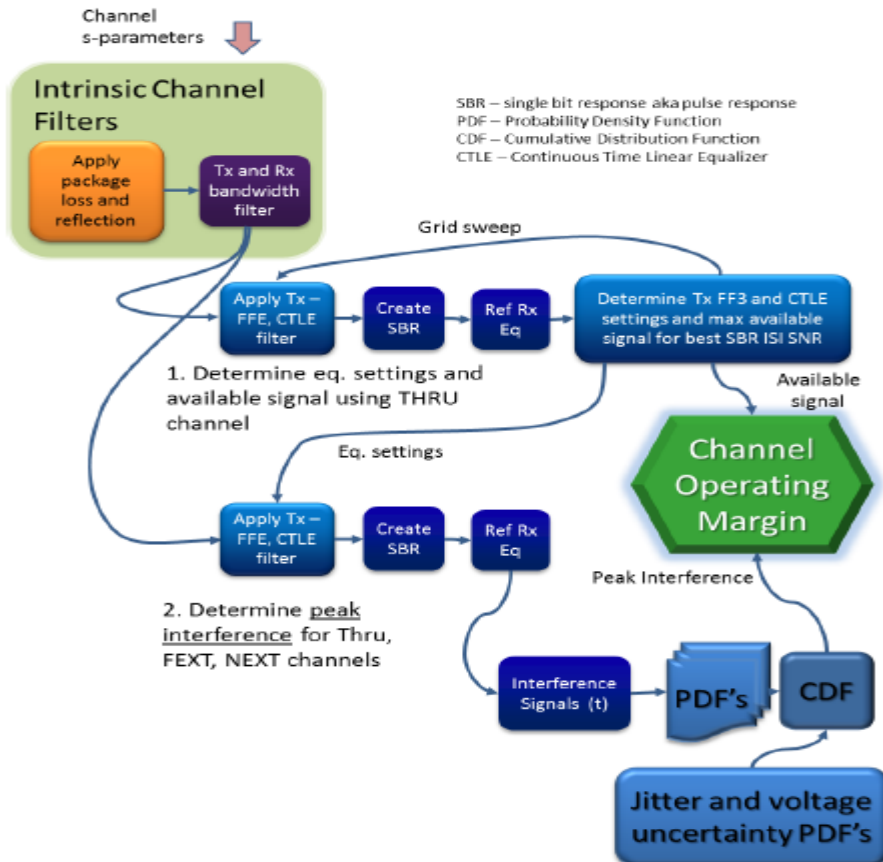 Channel
s-parameters
Intrinsic Channel
Filters
Apply
package
loss and
reflection
Tx and Rx
bandwidth
filter
SBR – single bit response aka pulse response
PDF – Probability Density Function
CDF – Cumulative Distribution Function
CTLE – Continuous Time Linear Equalizer
Grid sweep
Apply Tx –
FFE, CTLE
filter
Create
SBR
Ref Rx
Eq
Determine Tx FF3 and CTLE
settings and max available
signal for best SBR ISI SNR
1. Determine eq. settings and
available signal using THRU
channel
Available
signal
Eq. settings
Channel
Operating
Margin
Apply Tx –
FFE, CTLE
filter
Create
SBR
Ref Rx
Eq
Peak Interference
2. Determine peak
interference for Thru,
FEXT, NEXT channels
Interference
Signals (t)
PDF's
CDF
Jitter and voltage
uncertainty PDF's